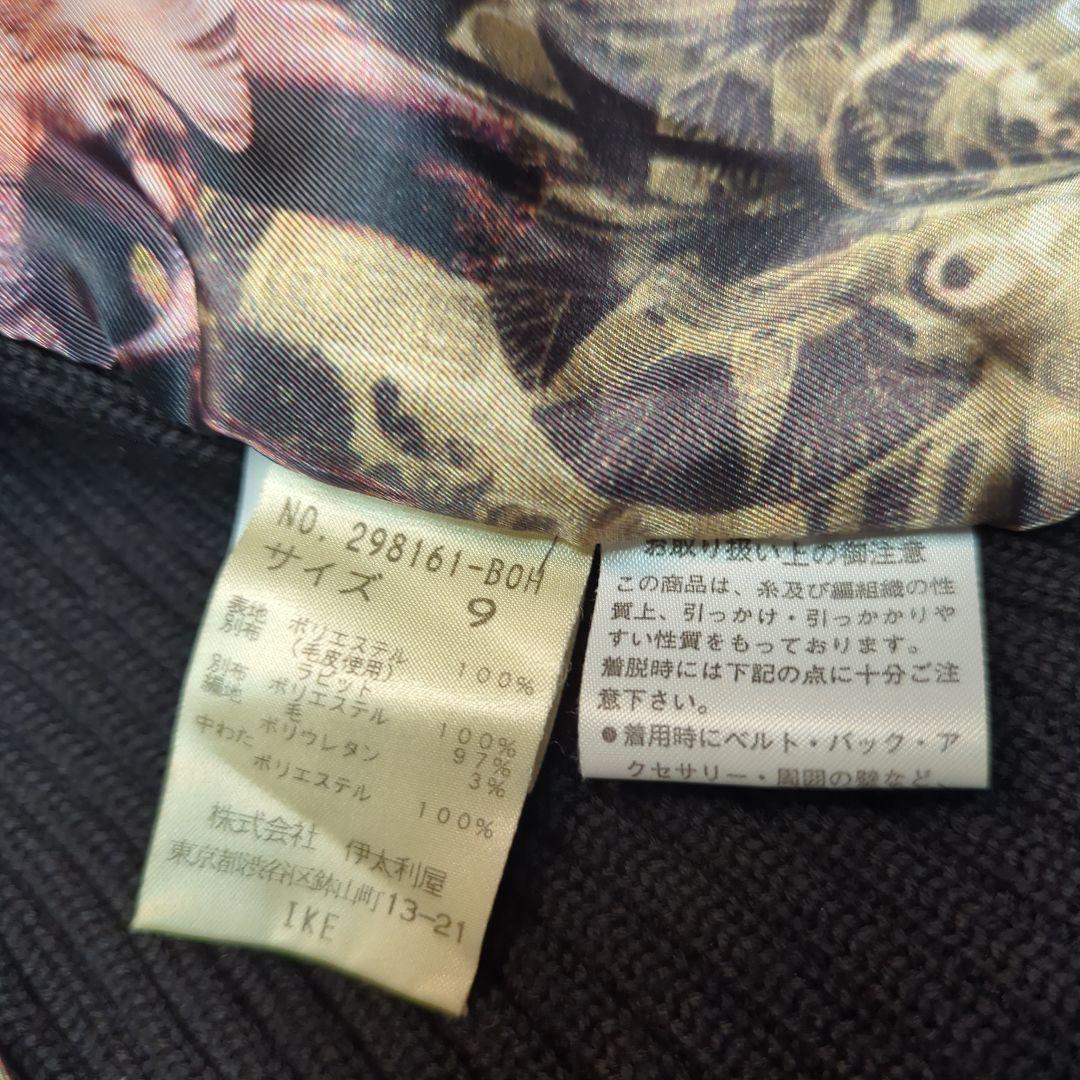 NO. 298161-BOH
サイズ 9
表地 ポリエステル 100%
別布 (毛皮使用)
ラビット
別布 ポリエステル 100%
編地 毛 97%
ポリウレタン 3%
中わた ポリエステル 100%
株式会社 伊太利屋
東京都渋谷区鉢山町13-21
IKE
お取り扱い上の御注意
この商品は、糸及び編組織の性
質上、引っかけ・引っかかりや
すい性質をもっております。
着脱時には下記の点に十分ご注
意下さい。
●着用時にベルト・バック・ア
クセサリー・周囲の壁など、